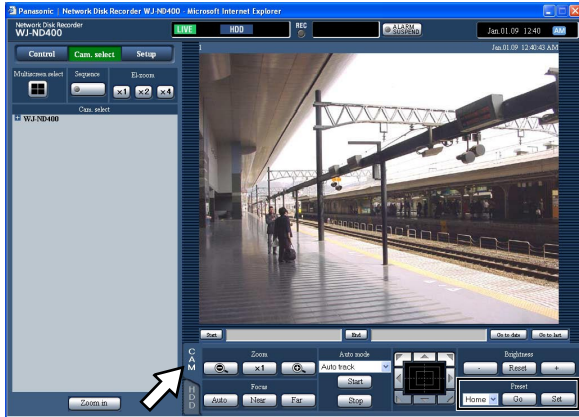 Panasonic | Network Disk Recorder WJ-ND400 - Microsoft Internet Explorer
Network Disk Recorder
WJ-ND400
LIVE HDD REC ALARM SUSPEND Jan.01.09 12:40 AM
Control Cam. select Setup
1 Jan.01.09 12:40:43 AM
Multiscreen select Sequence El-zoom
x1 x2 x4
Cam. select
WJ-ND400
Start End Go to date Go to last
CAM
Zoom Auto mode Brightness
x1 Auto track - Reset +
Focus Start Preset
HDD
Auto Near Far Stop Home Go Set
Zoom in